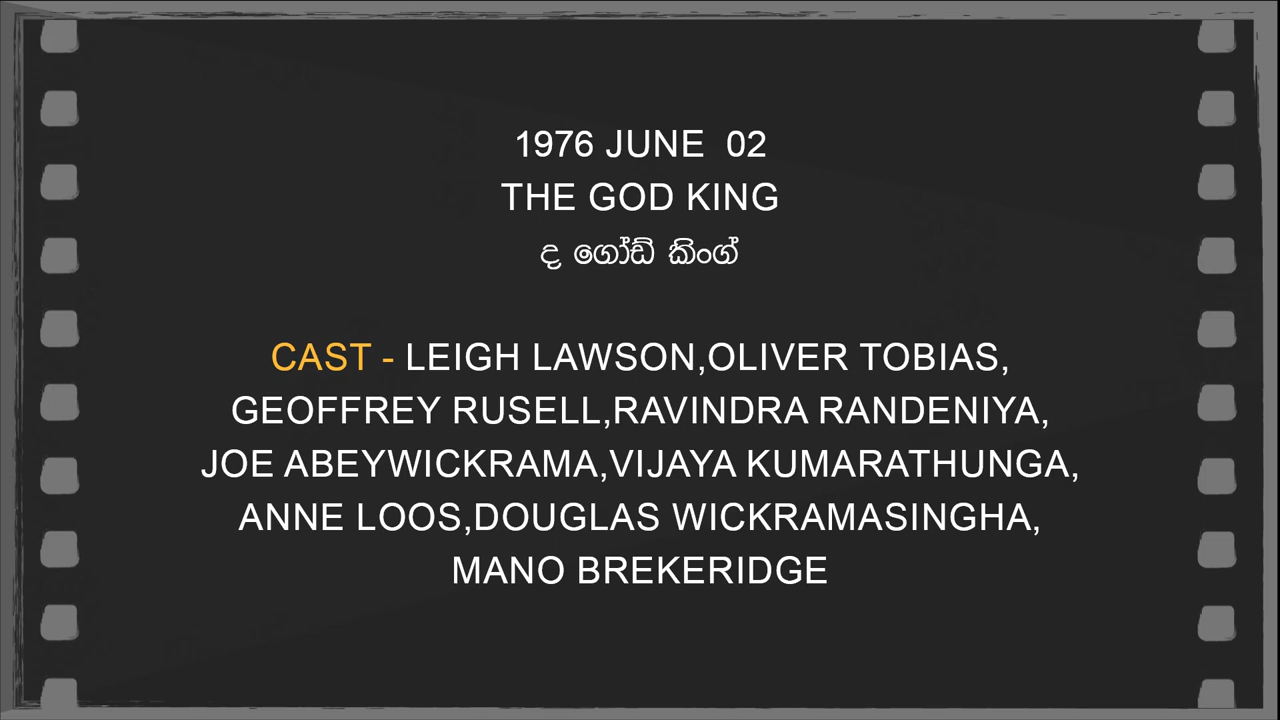 1976 JUNE  02
THE GOD KING
ද ගෝඩ් කිංග්
CAST - LEIGH LAWSON,OLIVER TOBIAS,
GEOFFREY RUSELL,RAVINDRA RANDENIYA,
JOE ABEYWICKRAMA,VIJAYA KUMARATHUNGA,
ANNE LOOS,DOUGLAS WICKRAMASINGHA,
MANO BREKERIDGE